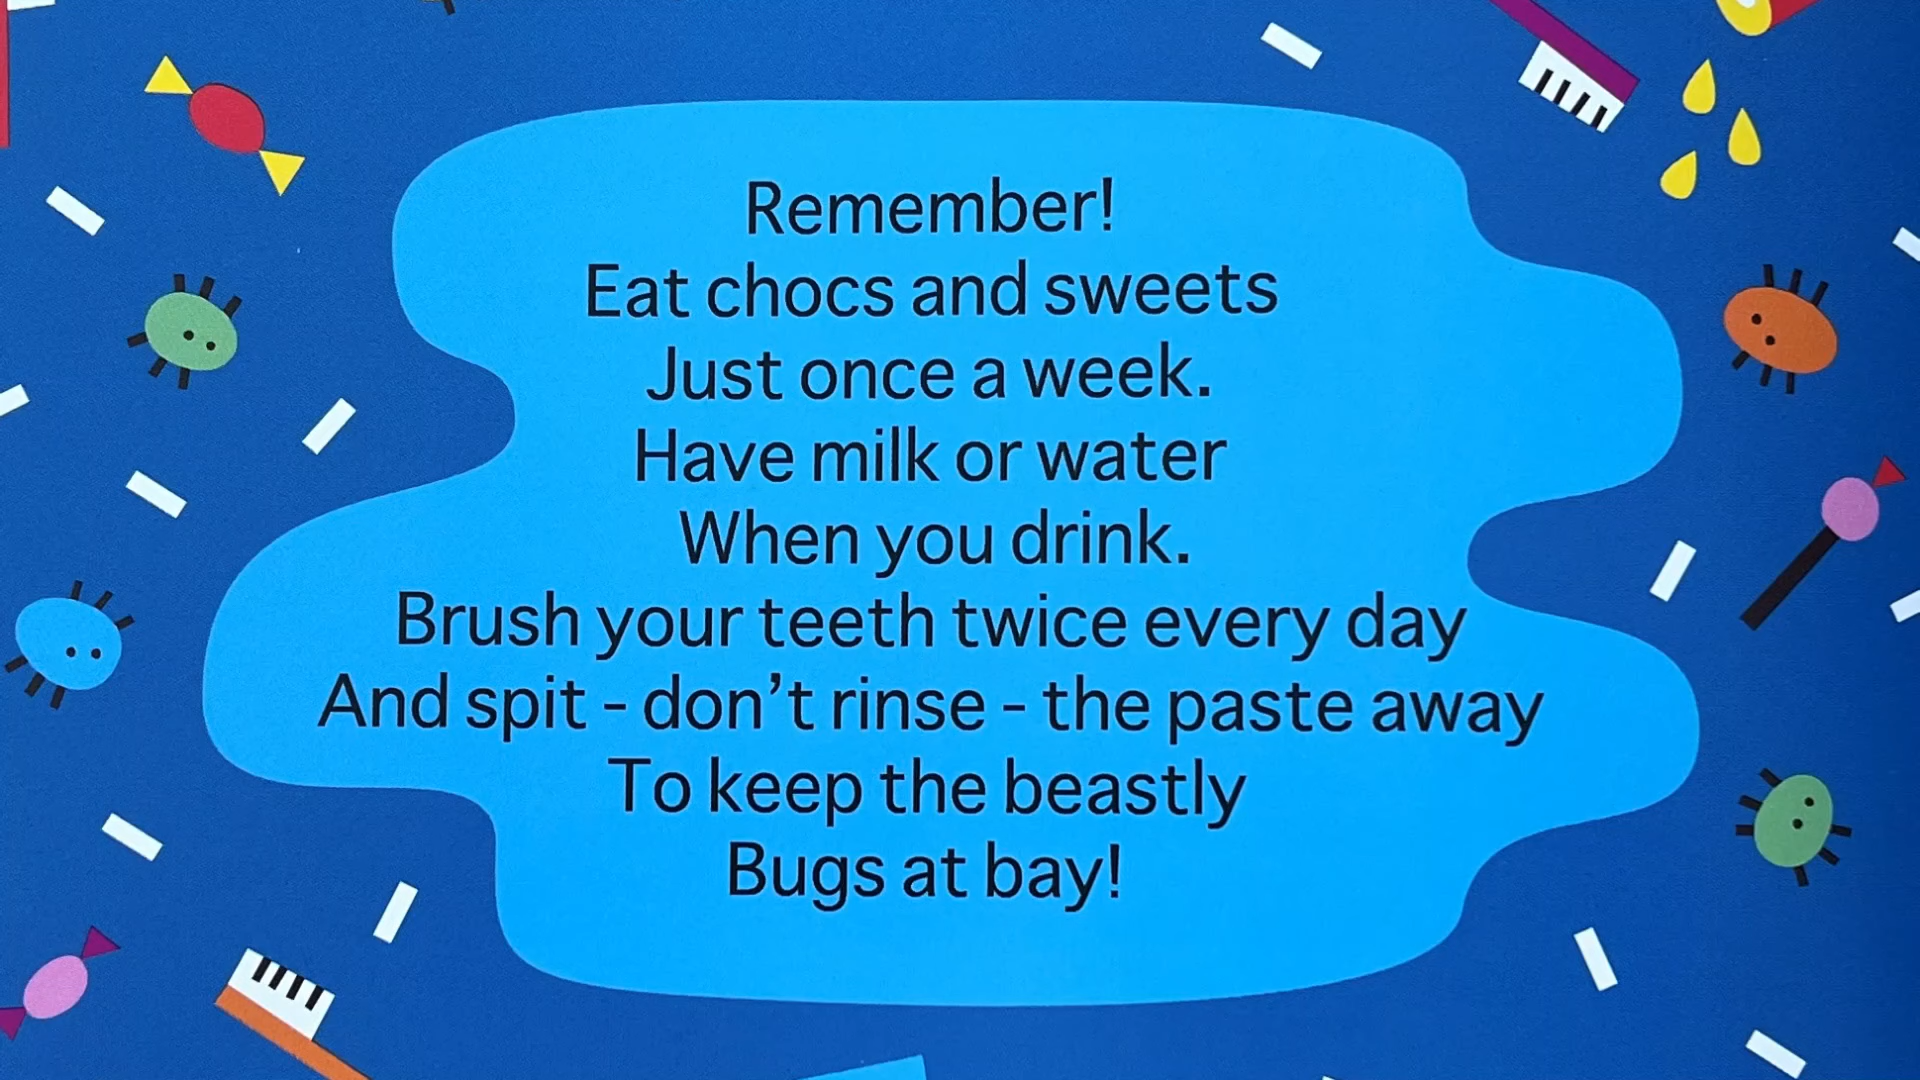 Remember!
Eat chocs and sweets
Just once a week.
Have milk or water
When you drink.
Brush your teeth twice every day
And spit - don't rinse - the paste away
To keep the beastly
Bugs at bay!